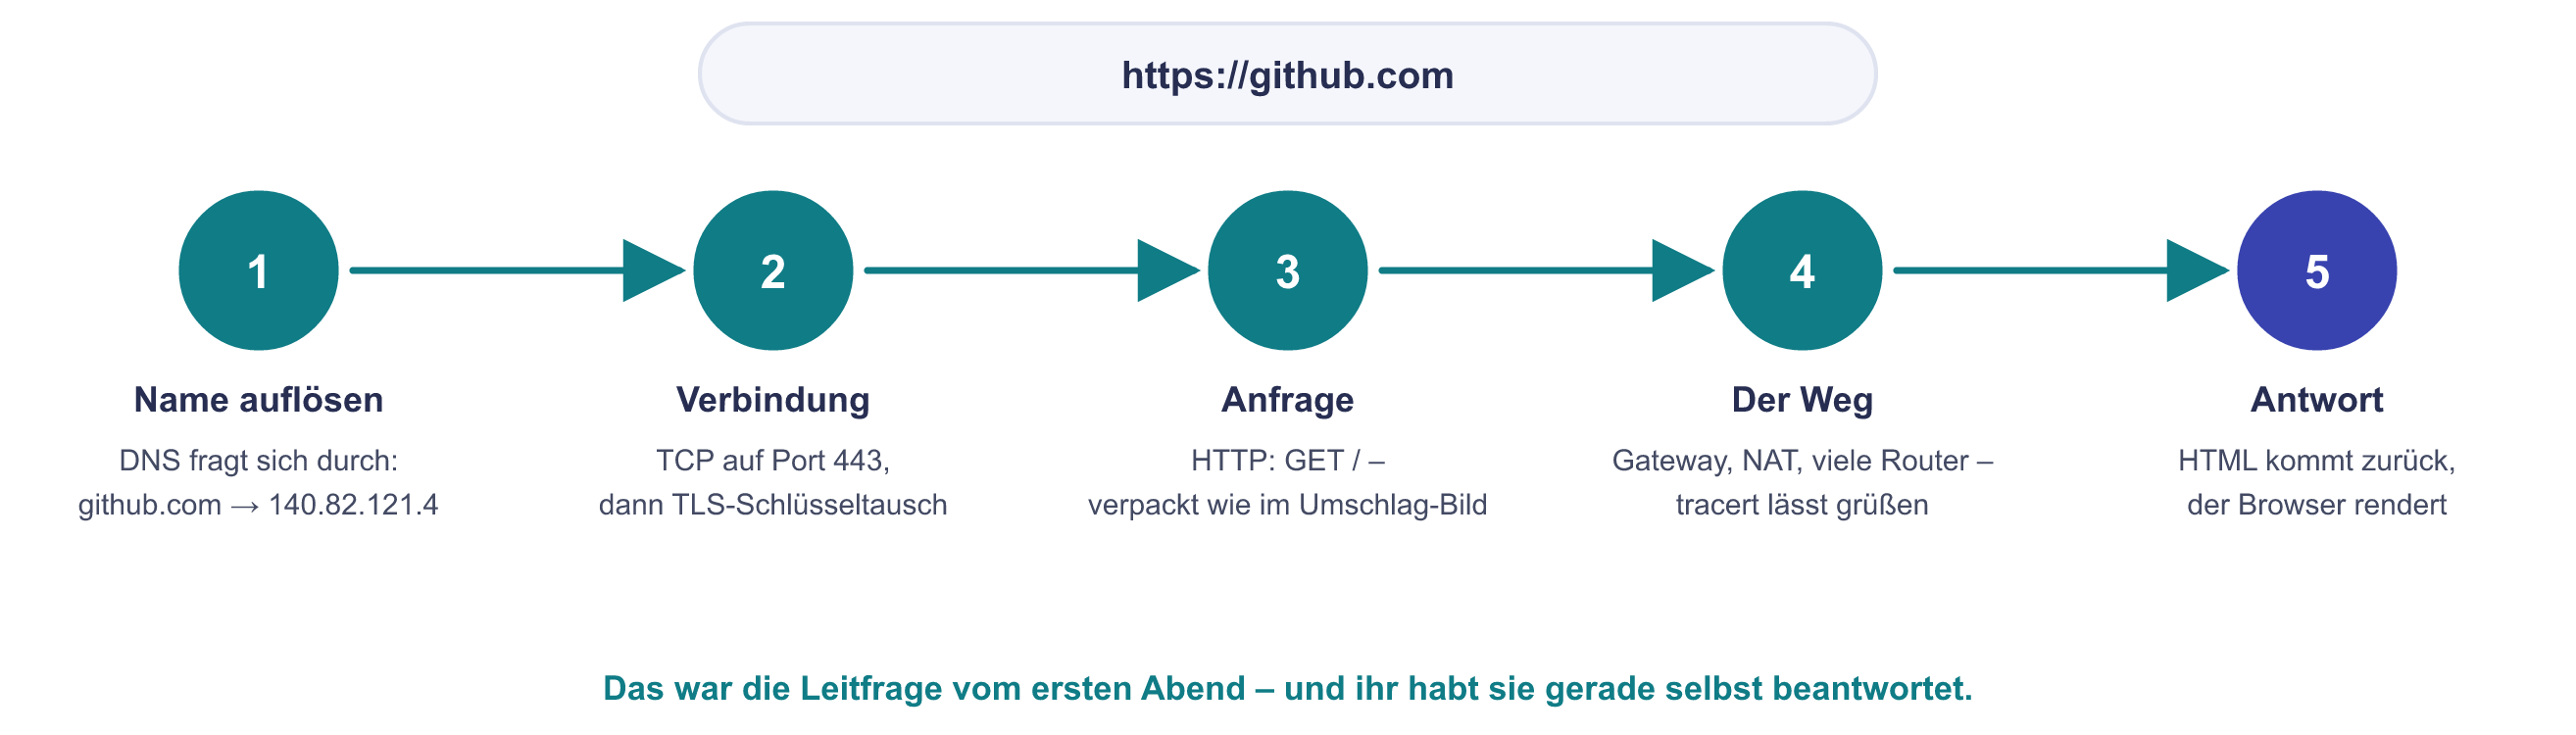 https://github.com
1
2
3
4
5
Name auflösen
Verbindung
Anfrage
Der Weg
Antwort
DNS fragt sich durch:
github.com → 140.82.121.4
TCP auf Port 443,
dann TLS-Schlüsseltausch
HTTP: GET / –
verpackt wie im Umschlag-Bild
Gateway, NAT, viele Router –
tracert lässt grüßen
HTML kommt zurück,
der Browser rendert
Das war die Leitfrage vom ersten Abend – und ihr habt sie gerade selbst beantwortet.